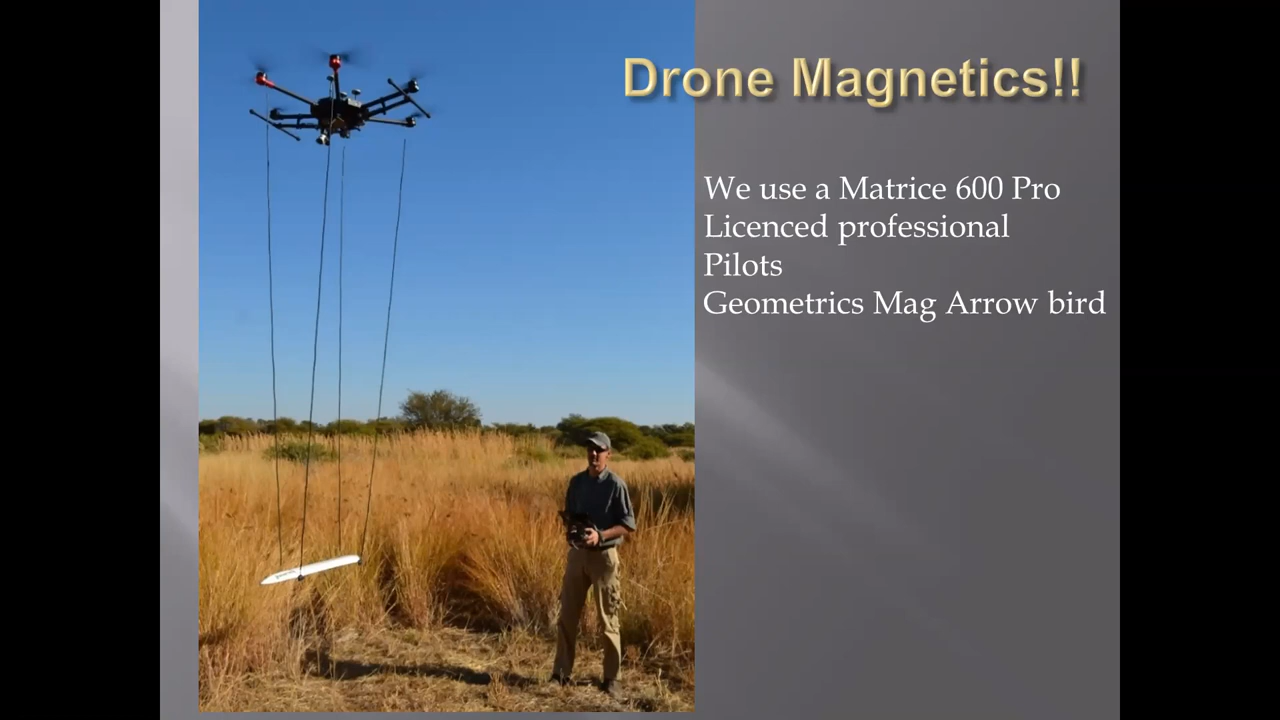 Drone Magnetics!!
We use a Matrice 600 Pro
Licenced professional
Pilots
Geometrics Mag Arrow bird